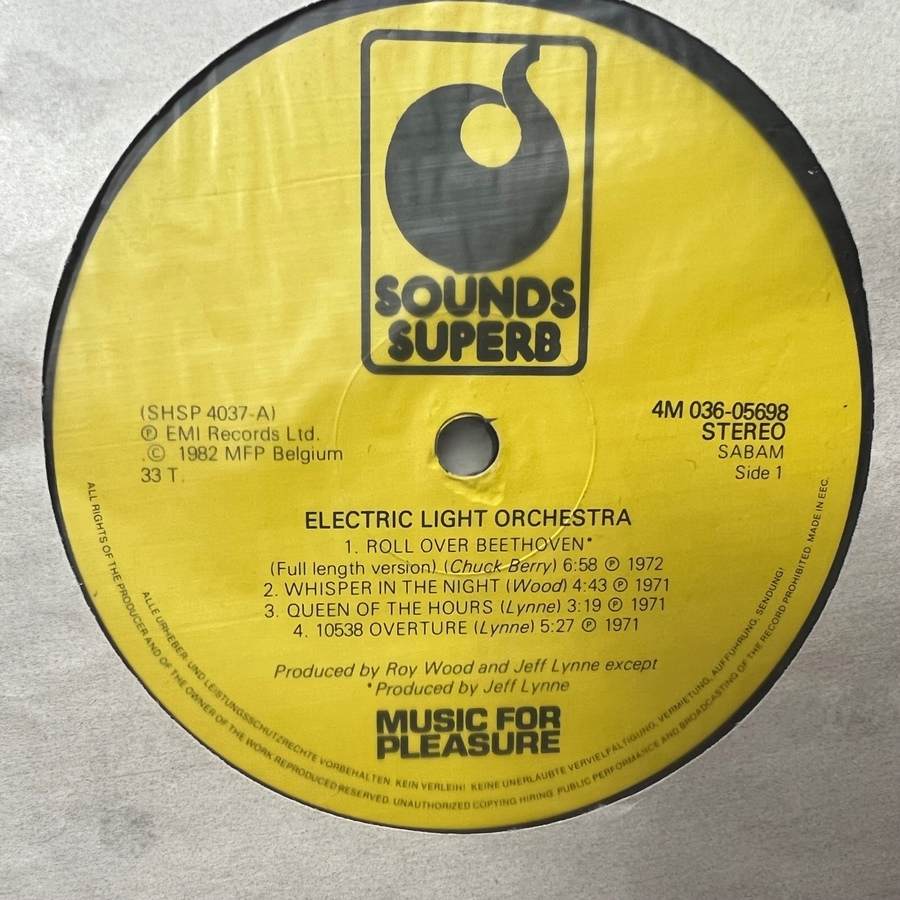 SOUNDS
SUPERB
(SHSP 4037-A)
℗ EMI Records Ltd.
© 1982 MFP Belgium
33 T.
4M 036-05698
STEREO
SABAM
Side 1
ELECTRIC LIGHT ORCHESTRA
1. ROLL OVER BEETHOVEN*
(Full length version) (Chuck Berry) 6:58 ℗ 1972
2. WHISPER IN THE NIGHT (Wood) 4:43 ℗ 1971
3. QUEEN OF THE HOURS (Lynne) 3:19 ℗ 1971
4. 10538 OVERTURE (Lynne) 5:27 ℗ 1971
Produced by Roy Wood and Jeff Lynne except
*Produced by Jeff Lynne
MUSIC FOR
PLEASURE
ALLE URHEBER- UND LEISTUNGSSCHUTZRECHTE VORBEHALTEN. KEIN VERLEIH! KEINE UNERLAUBTE VERVIELFÄLTIGUNG, VERMIETUNG, AUFFÜHRUNG, SENDUNG!
ALL RIGHTS OF THE PRODUCER AND OF THE OWNER OF THE WORK REPRODUCED RESERVED. UNAUTHORIZED COPYING HIRING PUBLIC PERFORMANCE AND BROADCASTING OF THE RECORD PROHIBITED. MADE IN EEC.